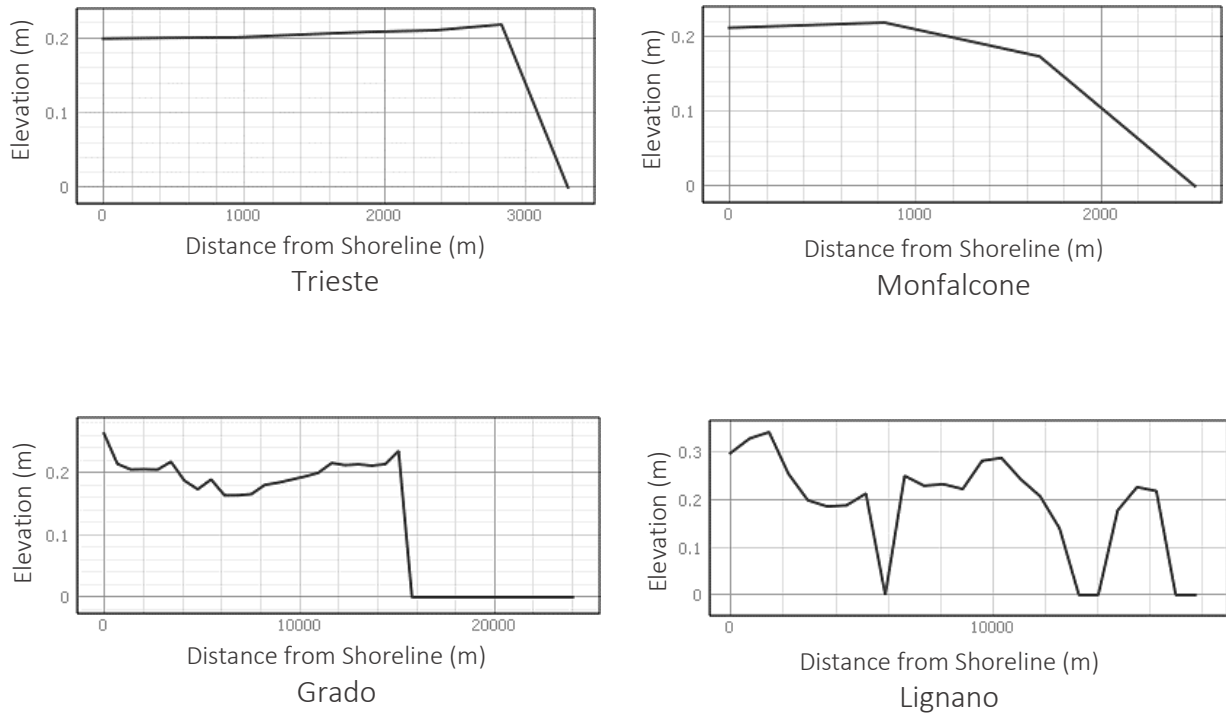 Elevation (m)
0.2
0.1
0
0
1000
2000
3000
Distance from Shoreline (m)
Trieste
Elevation (m)
0.2
0.1
0
0
1000
2000
Distance from Shoreline (m)
Monfalcone
Elevation (m)
0.2
0.1
0
0
10000
20000
Distance from Shoreline (m)
Grado
Elevation (m)
0.3
0.2
0.1
0
0
10000
Distance from Shoreline (m)
Lignano